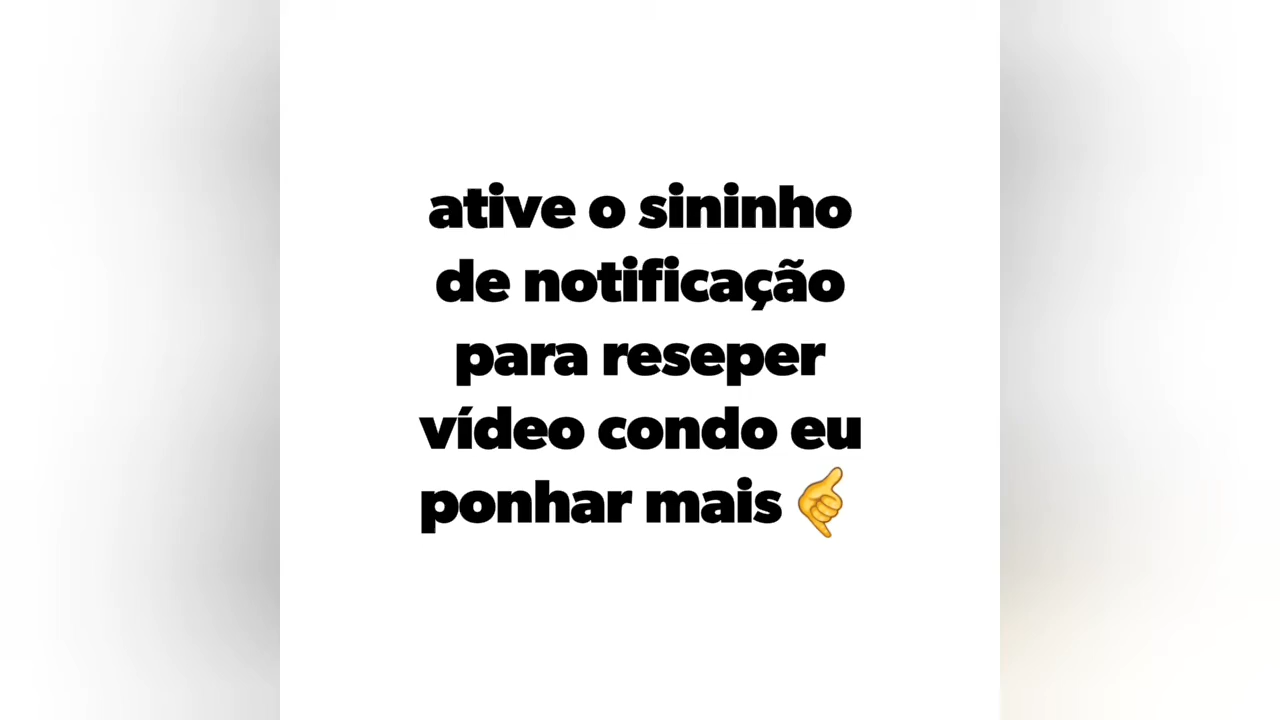 ative o sininho
de notificação
para reseper
vídeo condo eu
ponhar mais 🤙